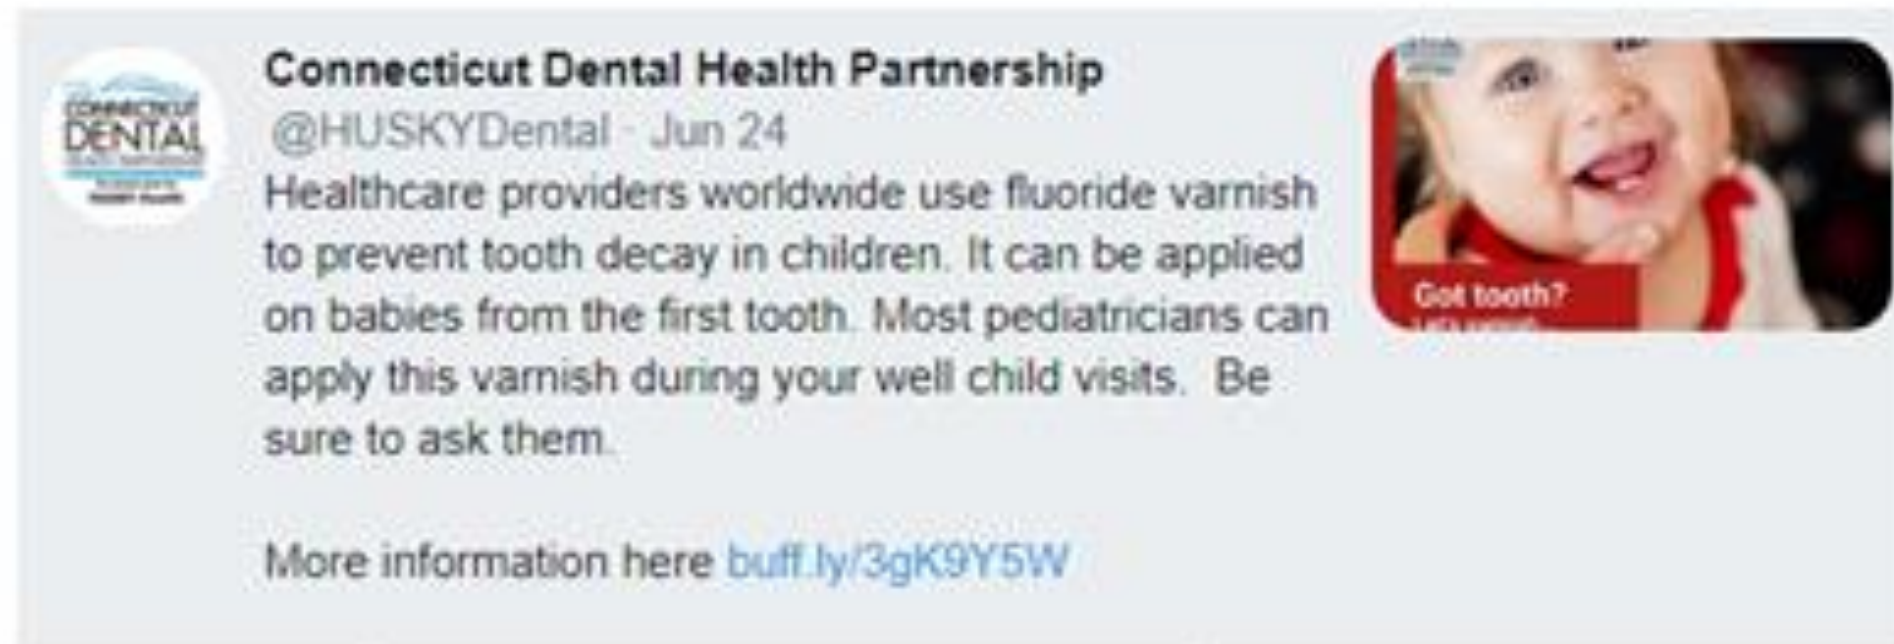 Connecticut Dental Health Partnership
@HUSKYDental · Jun 24
Healthcare providers worldwide use fluoride varnish
to prevent tooth decay in children. It can be applied
on babies from the first tooth. Most pediatricians can
apply this varnish during your well child visits.  Be
sure to ask them.
More information here buff.ly/3gK9Y5W
CONNECTICUT
DENTAL
Got tooth?